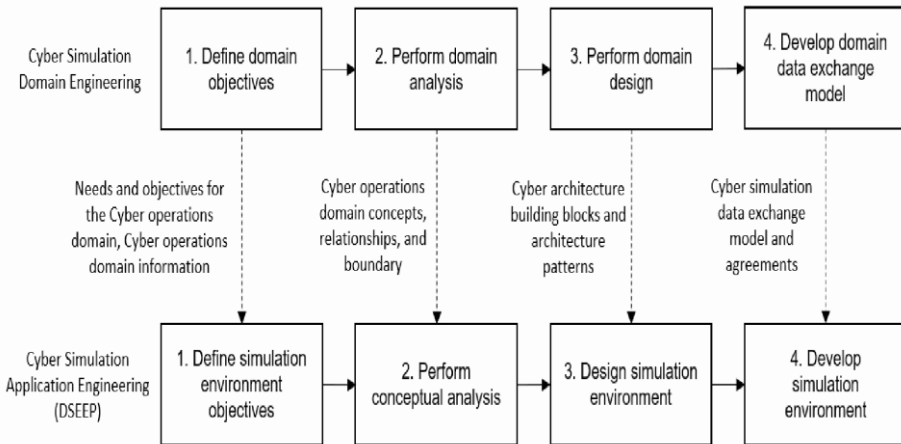 Cyber Simulation
Domain Engineering
1. Define domain
objectives
2. Perform domain
analysis
3. Perform domain
design
4. Develop domain
data exchange
model
Needs and objectives for
the Cyber operations
domain, Cyber operations
domain information
Cyber operations
domain concepts,
relationships, and
boundary
Cyber architecture
building blocks and
architecture
patterns
Cyber simulation
data exchange
model and
agreements
Cyber Simulation
Application Engineering
(DSEEP)
1. Define simulation
environment
objectives
2. Perform
conceptual analysis
3. Design simulation
environment
4. Develop
simulation
environment